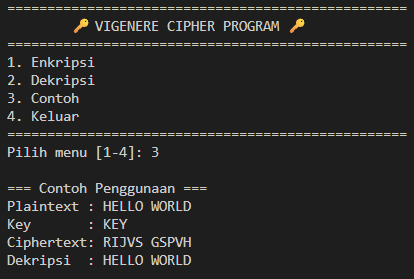 ==================================================
🔑 VIGENERE CIPHER PROGRAM 🔑
==================================================
1. Enkripsi
2. Dekripsi
3. Contoh
4. Keluar
==================================================
Pilih menu [1-4]: 3
=== Contoh Penggunaan ===
Plaintext : HELLO WORLD
Key       : KEY
Ciphertext: RIJVS GSPVH
Dekripsi  : HELLO WORLD